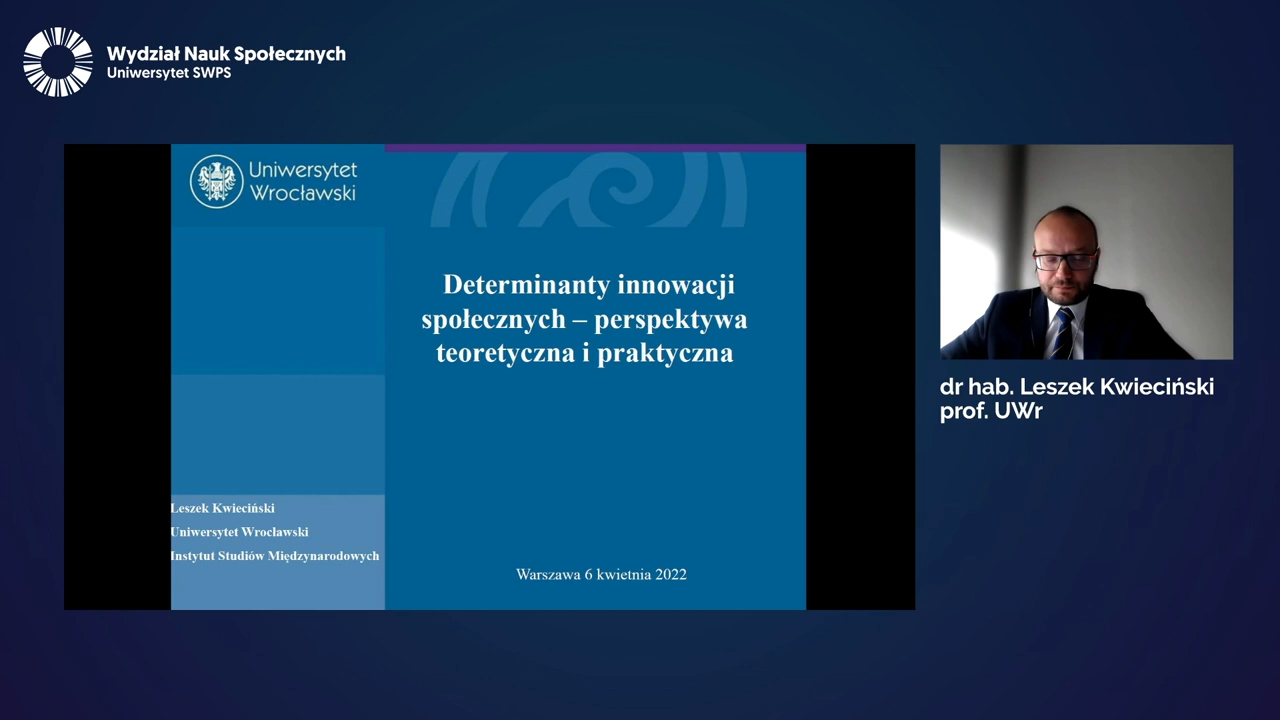 Wydział Nauk Społecznych
Uniwersytet SWPS
Uniwersytet
Wrocławski
Determinanty innowacji
społecznych – perspektywa
teoretyczna i praktyczna
Leszek Kwieciński
Uniwersytet Wrocławski
Instytut Studiów Międzynarodowych
Warszawa 6 kwietnia 2022
dr hab. Leszek Kwieciński
prof. UWr